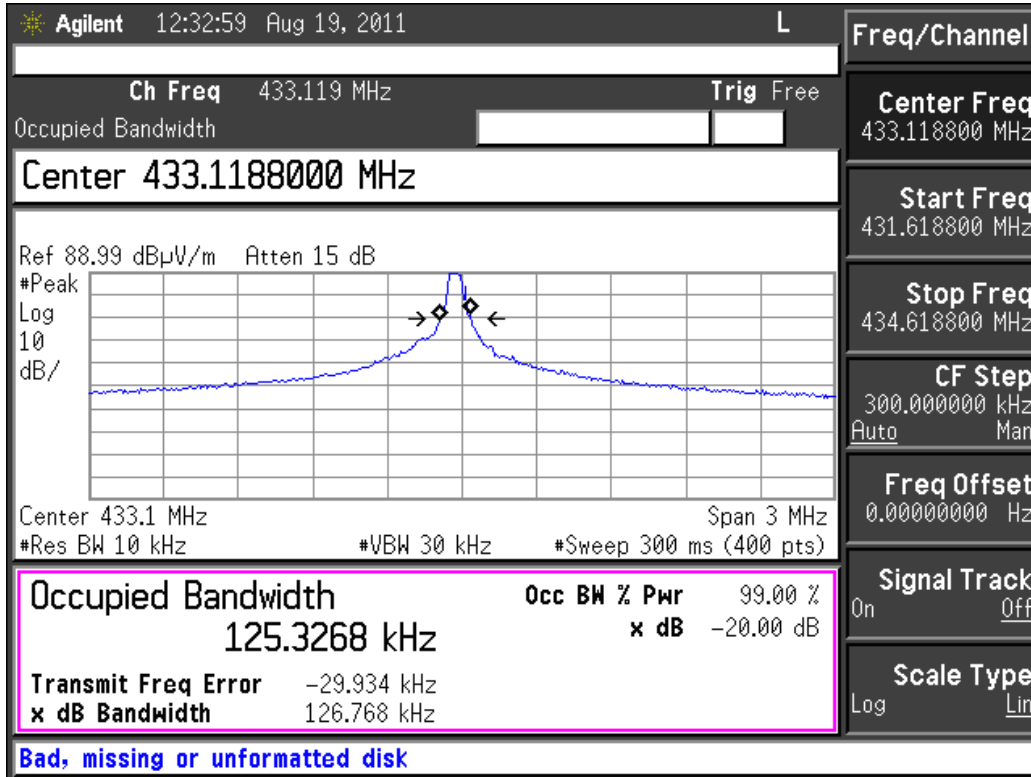 Agilent 12:32:59 Aug 19, 2011 L
Ch Freq 433.119 MHz Trig Free
Occupied Bandwidth
Center 433.1188000 MHz
Ref 88.99 dBµV/m Atten 15 dB
#Peak
Log
10
dB/
Center 433.1 MHz Span 3 MHz
#Res BW 10 kHz #VBW 30 kHz #Sweep 300 ms (400 pts)
Occupied Bandwidth
125.3268 kHz
Occ BW % Pwr 99.00 %
x dB -20.00 dB
Transmit Freq Error -29.934 kHz
x dB Bandwidth 126.768 kHz
Bad, missing or unformatted disk
Freq/Channel
Center Freq
433.118800 MHz
Start Freq
431.618800 MHz
Stop Freq
434.618800 MHz
CF Step
300.000000 kHz
Auto Man
Freq Offset
0.00000000 Hz
Signal Track
On Off
Scale Type
Log Lin